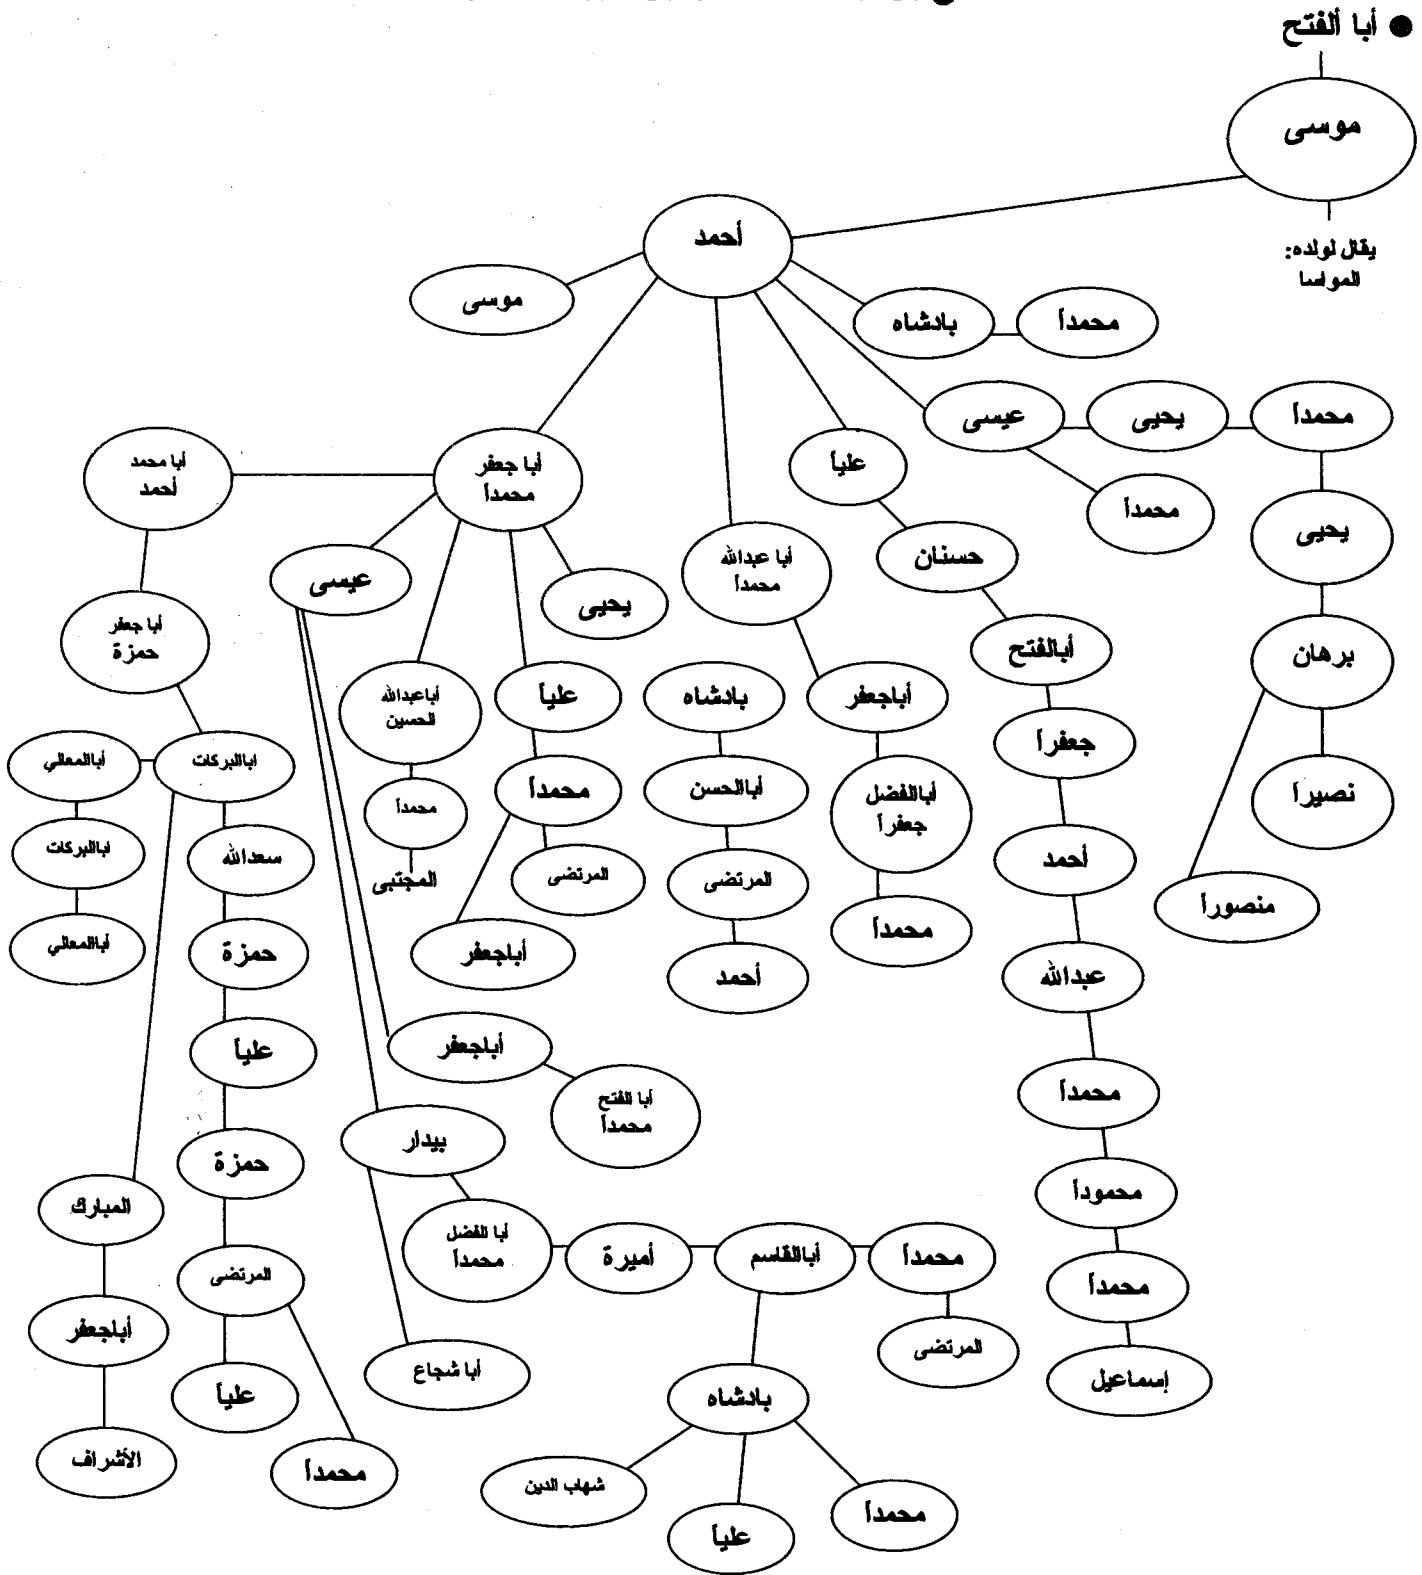 ● أبا ألفتح
موسى
يقال لولده:
المواسا
أحمد
موسى
بادشاه
محمداً
عيسى
يحيى
محمداً
محمداً
يحيى
برهان
نصيراً
منصوراً
علياً
حسنان
أبالفتح
جعفراً
أحمد
عبدالله
محمداً
محموداً
محمداً
إسماعيل
أبا عبدالله
محمداً
أباجعفر
أباالفضل
جعفراً
محمداً
بادشاه
أباالحسن
المرتضى
أحمد
أبا جعفر
محمداً
يحيى
علياً
محمداً
المرتضى
أباجعفر
أباعبدالله
الحسين
محمداً
المجتبى
عيسى
أباجعفر
أبا الفتح
محمداً
بيدار
أبا الفضل
محمداً
أميرة
أباالقاسم
محمداً
المرتضى
بادشاه
محمداً
علياً
شهاب الدين
أبا شجاع
أبا محمد
أحمد
أبا جعفر
حمزة
اباالبركات
أباالمعالي
اباالبركات
أباالمعالي
سعدالله
حمزة
علياً
حمزة
المرتضى
علياً
محمداً
المبارك
أباجعفر
الأشراف